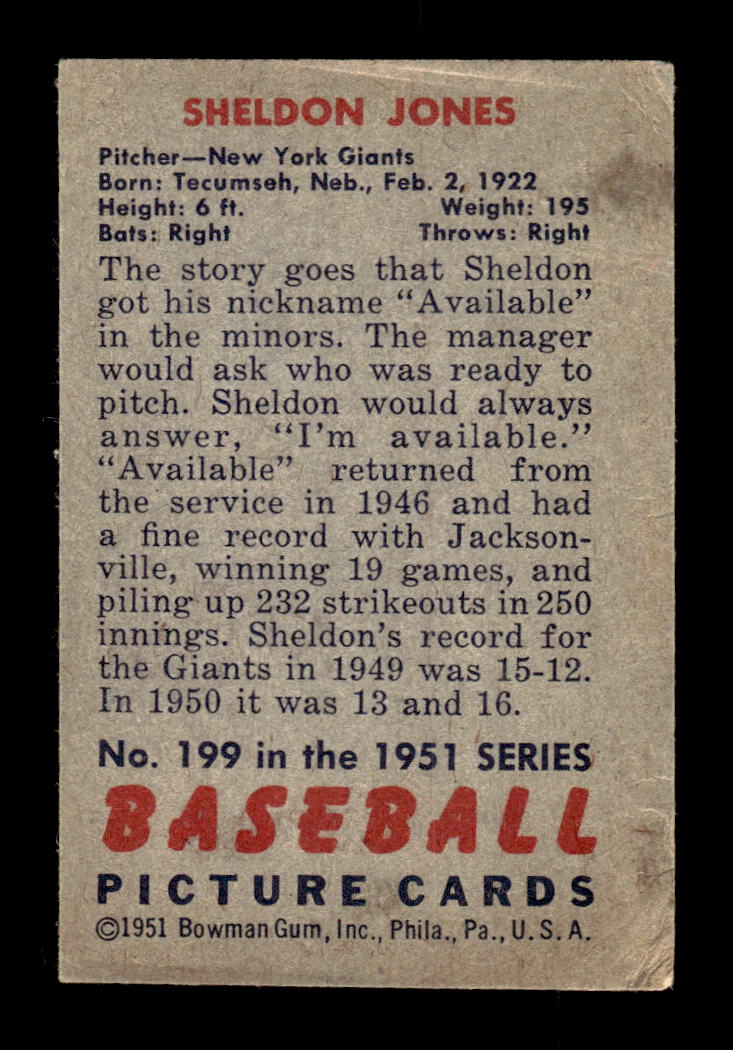 SHELDON JONES
Pitcher—New York Giants
Born: Tecumseh, Neb., Feb. 2, 1922
Height: 6 ft. Weight: 195
Bats: Right Throws: Right
The story goes that Sheldon
got his nickname “Available”
in the minors. The manager
would ask who was ready to
pitch. Sheldon would always
answer, “I'm available.”
“Available” returned from
the service in 1946 and had
a fine record with Jackson-
ville, winning 19 games, and
piling up 232 strikeouts in 250
innings. Sheldon's record for
the Giants in 1949 was 15-12.
In 1950 it was 13 and 16.
No. 199 in the 1951 SERIES
BASEBALL
PICTURE CARDS
©1951 Bowman Gum, Inc., Phila., Pa., U. S. A.